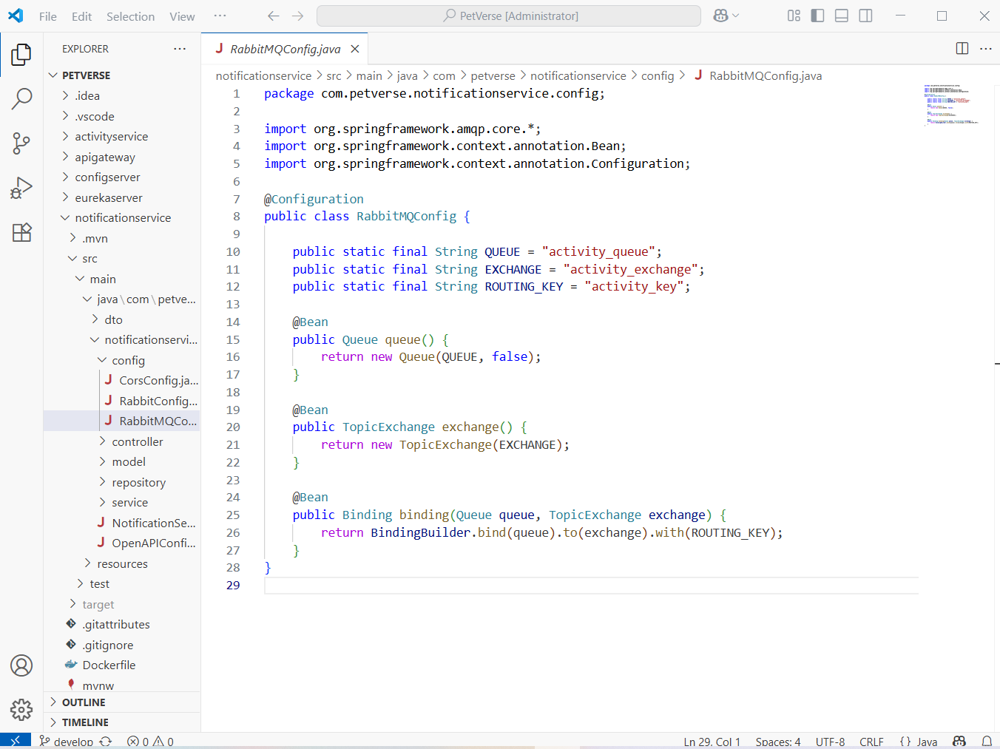 File Edit Selection View ··· PetVerse [Administrator]
EXPLORER ···
PETVERSE
.idea
.vscode
activityservice
apigateway
configserver
eurekaserver
notificationservice
.mvn
src
main
java\com\petve...
dto
notificationservi...
config
CorsConfig.ja...
RabbitConfig...
RabbitMQCo...
controller
model
repository
service
NotificationSe...
OpenAPIConfi...
resources
test
target
.gitattributes
.gitignore
Dockerfile
mvnw
OUTLINE
TIMELINE
J RabbitMQConfig.java
notificationservice > src > main > java > com > petverse > notificationservice > config > J RabbitMQConfig.java
1 package com.petverse.notificationservice.config;
2
3 import org.springframework.amqp.core.*;
4 import org.springframework.context.annotation.Bean;
5 import org.springframework.context.annotation.Configuration;
6
7 @Configuration
8 public class RabbitMQConfig {
9
10 public static final String QUEUE = "activity_queue";
11 public static final String EXCHANGE = "activity_exchange";
12 public static final String ROUTING_KEY = "activity_key";
13
14 @Bean
15 public Queue queue() {
16 return new Queue(QUEUE, false);
17 }
18
19 @Bean
20 public TopicExchange exchange() {
21 return new TopicExchange(EXCHANGE);
22 }
23
24 @Bean
25 public Binding binding(Queue queue, TopicExchange exchange) {
26 return BindingBuilder.bind(queue).to(exchange).with(ROUTING_KEY);
27 }
28 }
29
develop 0 0 Ln 29, Col 1 Spaces: 4 UTF-8 CRLF {} Java